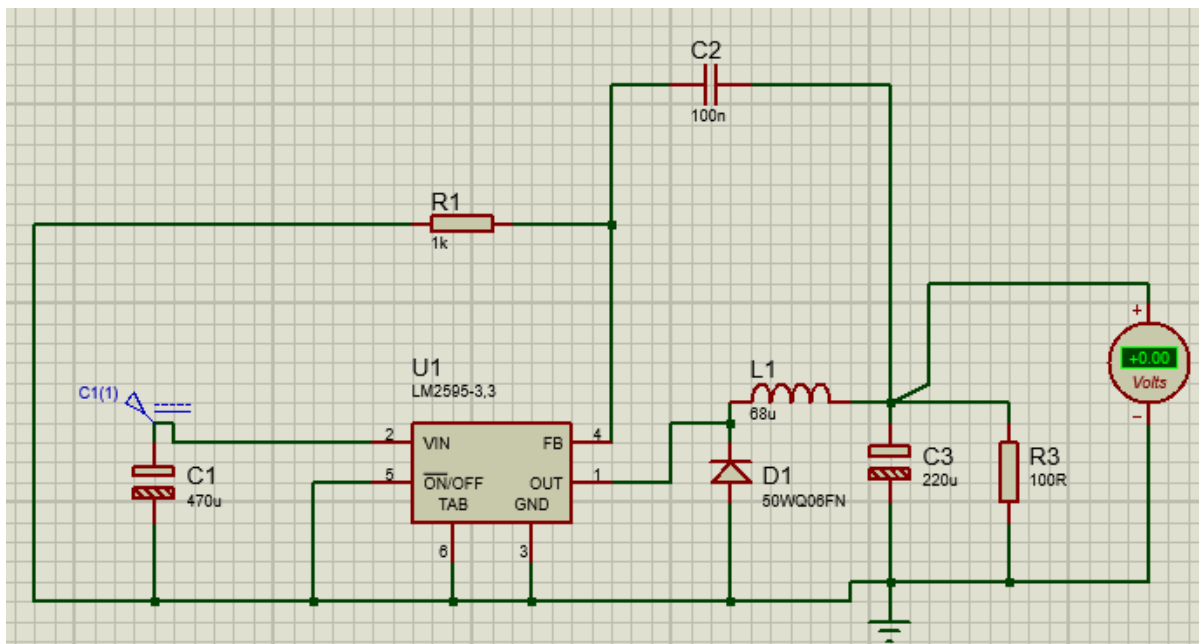 C2
100n
R1
1k
U1
LM2595-3,3
C1(1)
2
VIN
FB
4
5
ON/OFF
OUT
1
TAB
GND
6
3
C1
470u
L1
68u
D1
50WQ06FN
C3
220u
R3
100R
+
+0.00
Volts
−